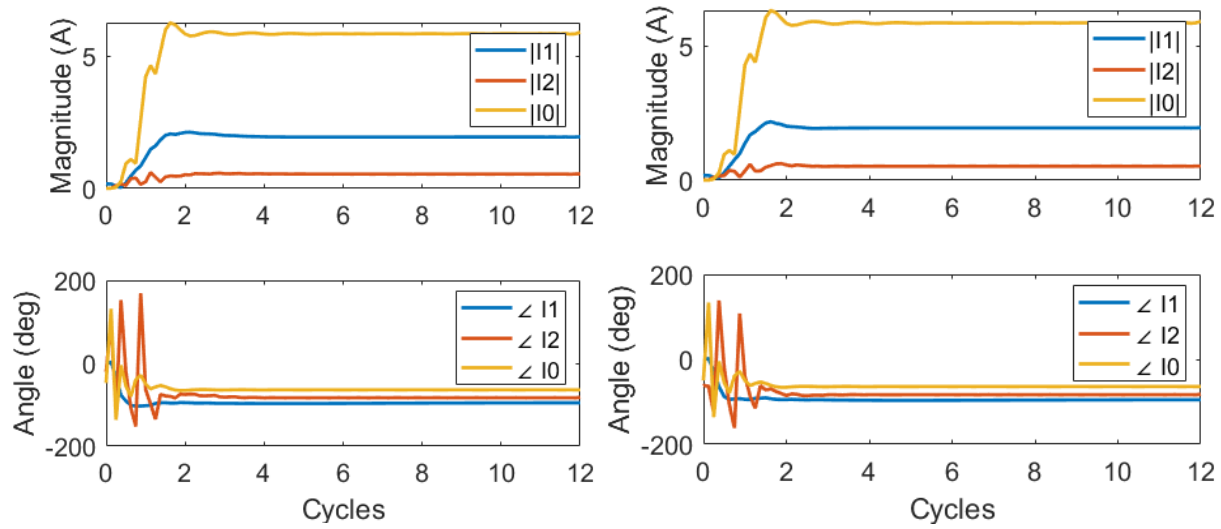 Magnitude (A)
5
0
|I1|
|I2|
|I0|
0 2 4 6 8 10 12
Magnitude (A)
5
0
|I1|
|I2|
|I0|
0 2 4 6 8 10 12
Angle (deg)
200
0
-200
∠ I1
∠ I2
∠ I0
0 2 4 6 8 10 12
Cycles
Angle (deg)
200
0
-200
∠ I1
∠ I2
∠ I0
0 2 4 6 8 10 12
Cycles